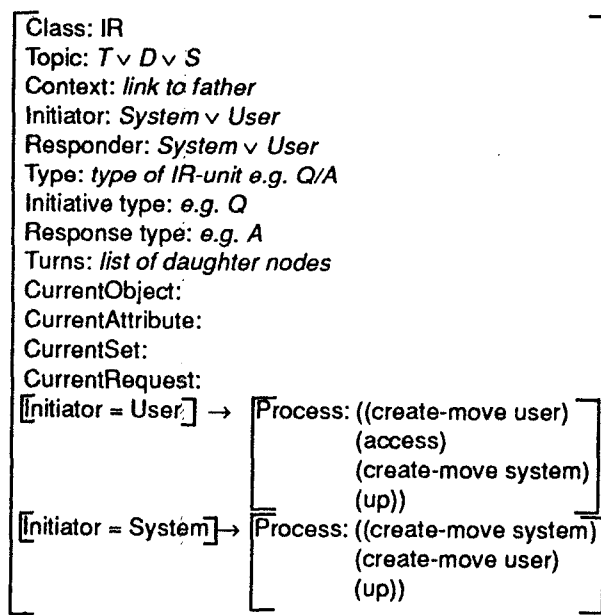 Class: IR
Topic: T ∨ D ∨ S
Context: link to father
Initiator: System ∨ User
Responder: System ∨ User
Type: type of IR-unit e.g. Q/A
Initiative type: e.g. Q
Response type: e.g. A
Turns: list of daughter nodes
CurrentObject:
CurrentAttribute:
CurrentSet:
CurrentRequest:
[Initiator = User] → [Process: ((create-move user)
(access)
(create-move system)
(up))]
[Initiator = System] → [Process: ((create-move system)
(create-move user)
(up))]